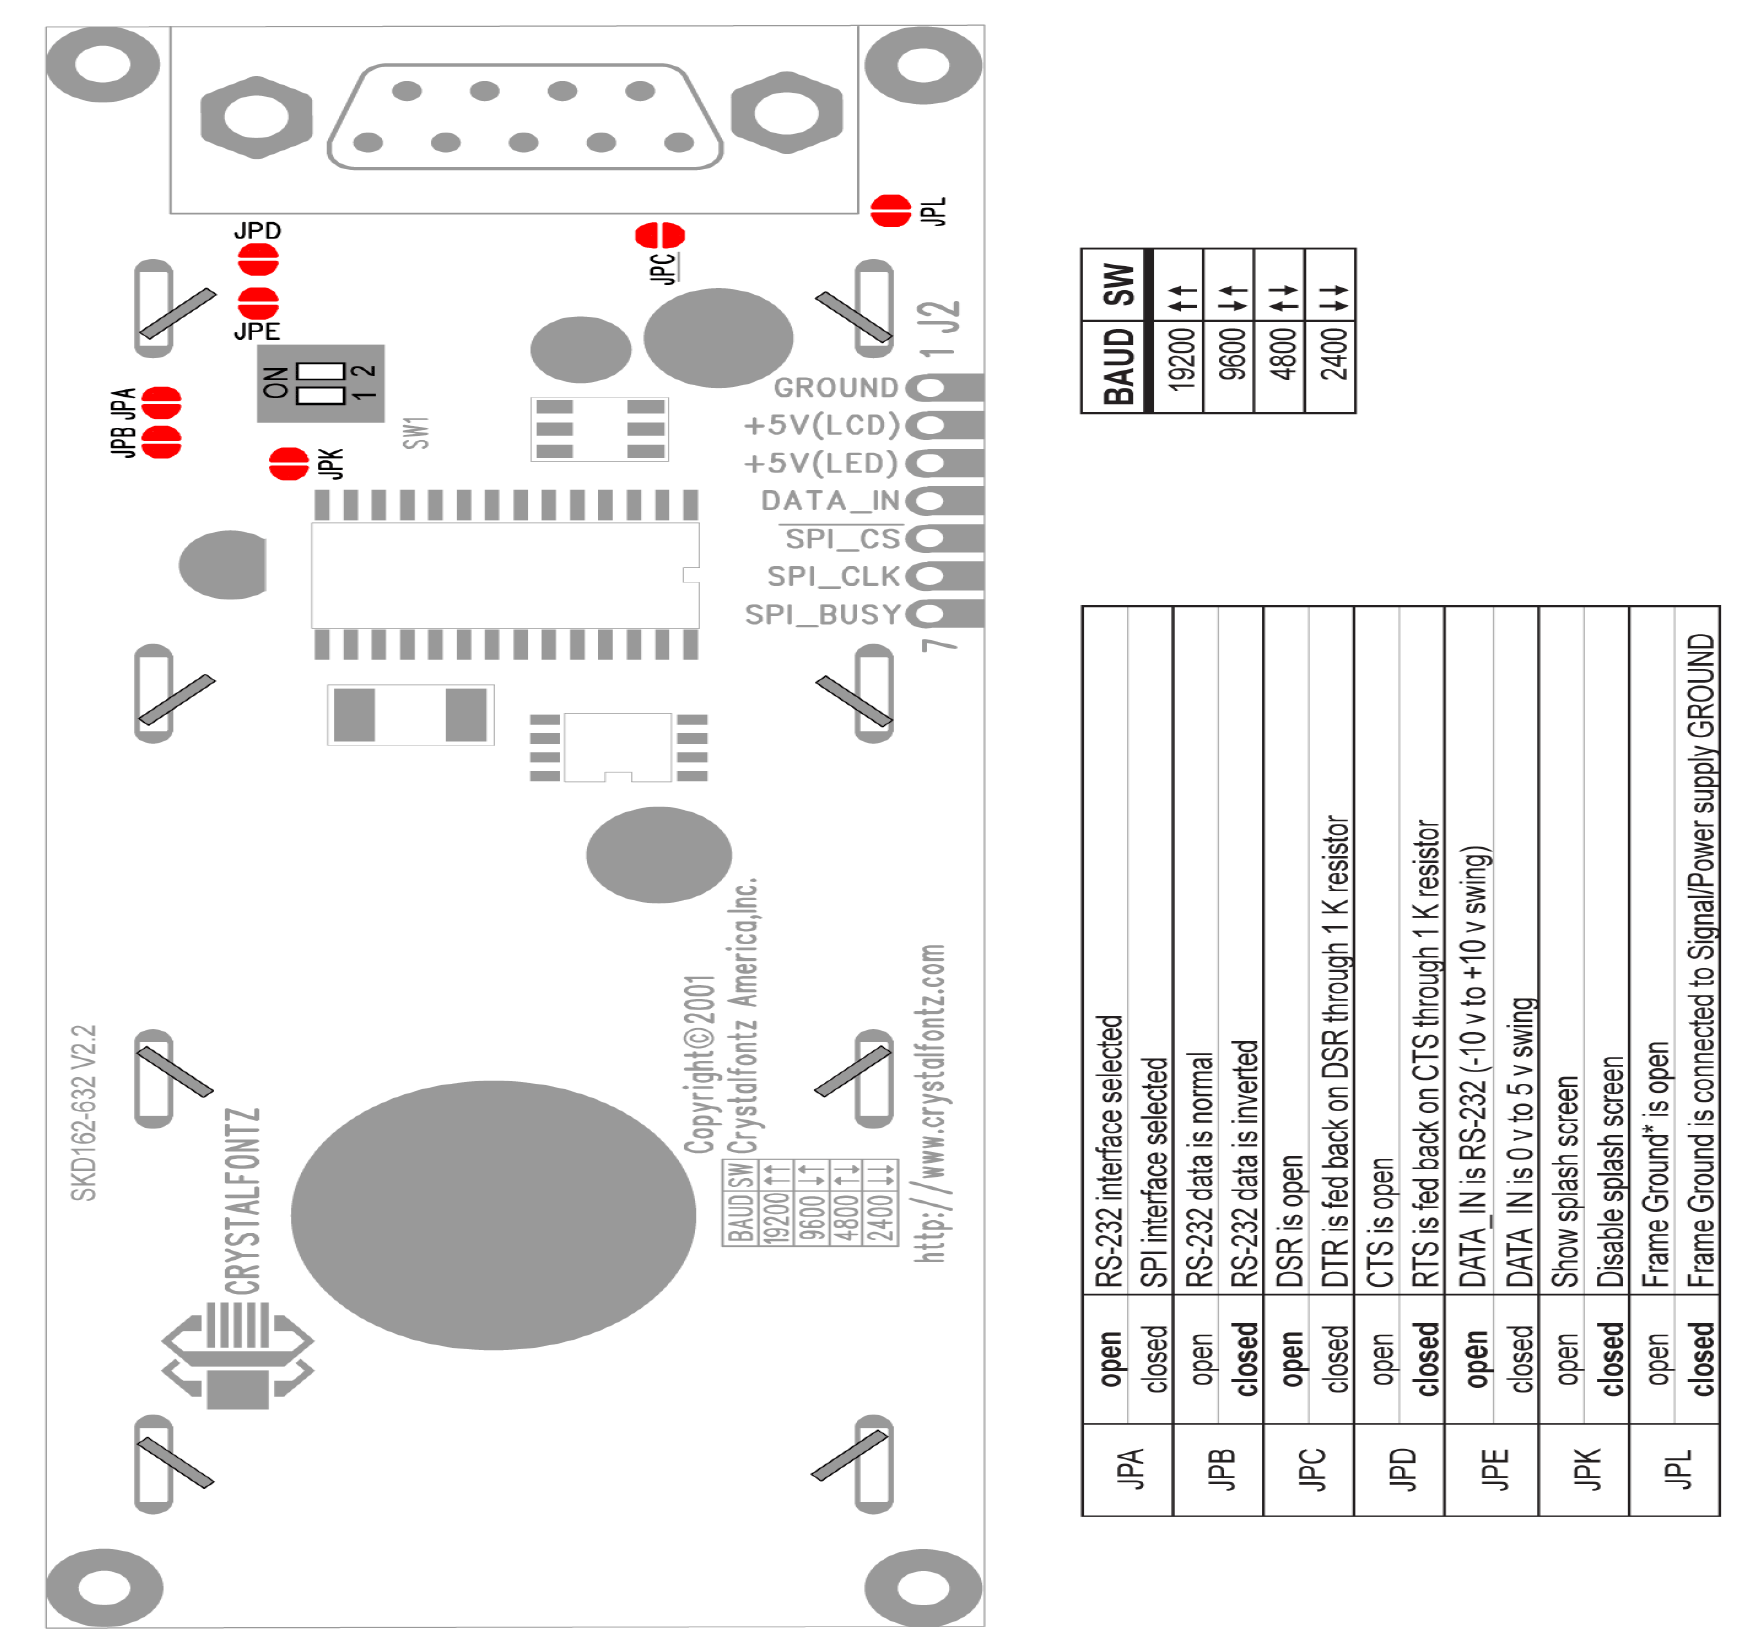 JPD
JPE
JPC
JPL
ON
1 2
SW1
JPB JPA
JPK
1 J2
GROUND
+5V(LCD)
+5V(LED)
DATA_IN
SPI_CS
SPI_CLK
SPI_BUSY
7
SKD162-632 V2.2
CRYSTALFONTZ
Copyright©2001
Crystalfontz America,Inc.
BAUD SW
19200 ↑↑
9600 ↓↑
4800 ↑↓
2400 ↓↓
http://www.crystalfontz.com
BAUD SW
19200 ↑↑
9600 ↓↑
4800 ↑↓
2400 ↓↓
JPA open RS-232 interface selected
closed SPI interface selected
JPB open RS-232 data is normal
closed RS-232 data is inverted
JPC open DSR is open
closed DTR is fed back on DSR through 1 K resistor
JPD open CTS is open
closed RTS is fed back on CTS through 1 K resistor
JPE open DATA_IN is RS-232 (-10 v to +10 v swing)
closed DATA IN is 0 v to 5 v swing
JPK open Show splash screen
closed Disable splash screen
JPL open Frame Ground* is open
closed Frame Ground is connected to Signal/Power supply GROUND